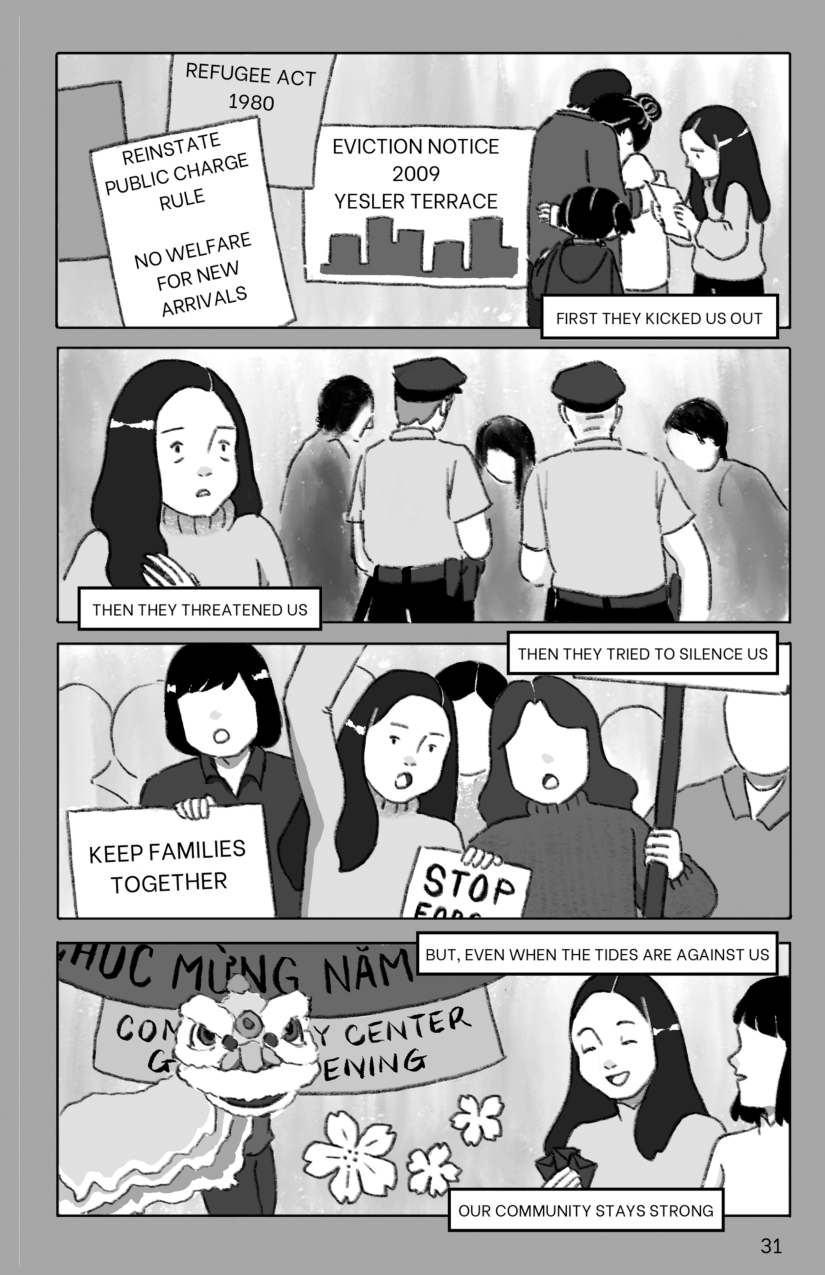 REFUGEE ACT
1980
REINSTATE
PUBLIC CHARGE
RULE
NO WELFARE
FOR NEW
ARRIVALS
EVICTION NOTICE
2009
YESLER TERRACE
FIRST THEY KICKED US OUT
THEN THEY THREATENED US
THEN THEY TRIED TO SILENCE US
KEEP FAMILIES
TOGETHER
STOP
BUT, EVEN WHEN THE TIDES ARE AGAINST US
HUC MỪNG NĂM
COM Y CENTER
G ENING
OUR COMMUNITY STAYS STRONG
31